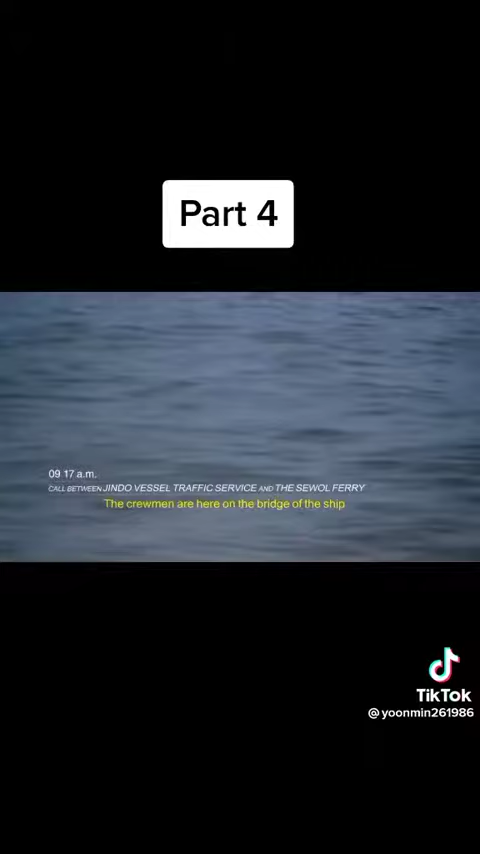 Part 4
09 17 a.m.
CALL BETWEEN JINDO VESSEL TRAFFIC SERVICE AND THE SEWOL FERRY
The crewmen are here on the bridge of the ship
TikTok
@yoonmin261986